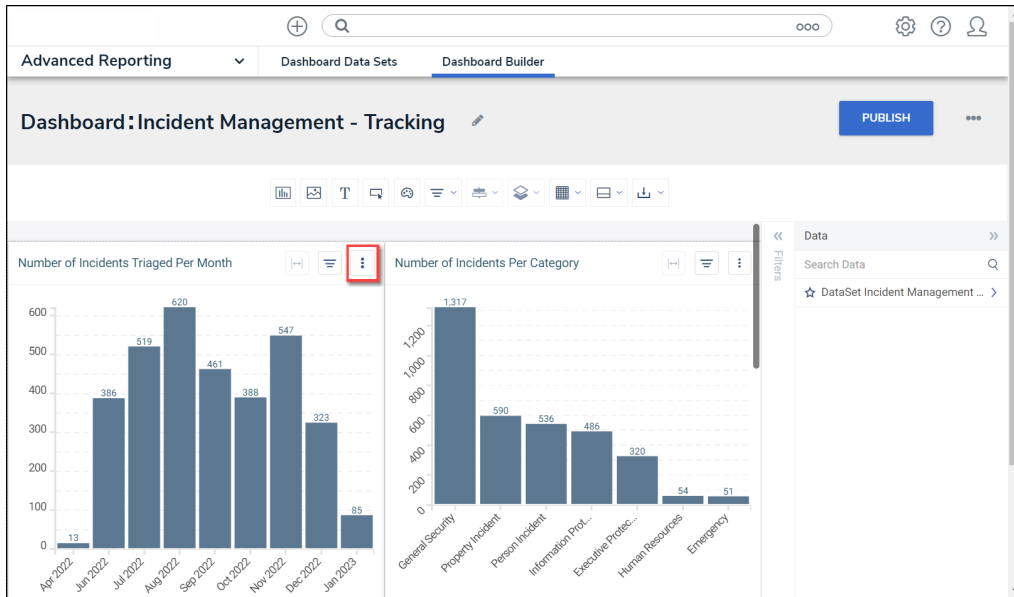 Advanced Reporting
Dashboard Data Sets
Dashboard Builder
Dashboard: Incident Management - Tracking
PUBLISH
T
Number of Incidents Triaged Per Month
600
500
400
300
200
100
0
13
386
519
620
461
388
547
323
85
Apr 2022
Jun 2022
Jul 2022
Aug 2022
Sep 2022
Oct 2022
Nov 2022
Dec 2022
Jan 2023
Number of Incidents Per Category
1,200
1,000
800
600
400
200
0
1,317
590
536
486
320
54
51
General Security
Property Incident
Person Incident
Information Prot...
Executive Protec...
Human Resources
Emergency
Filters
Data
Search Data
DataSet Incident Management ...